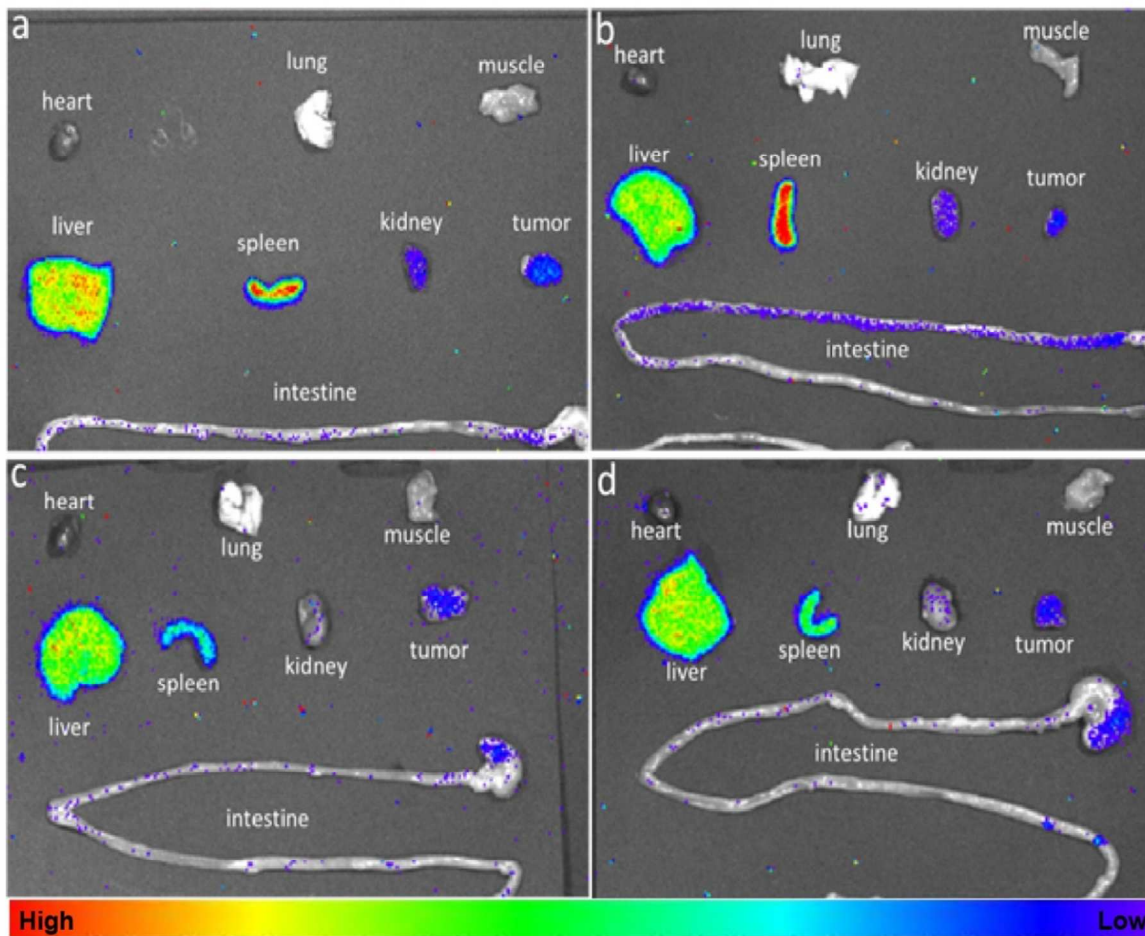 a
lung
muscle
heart
liver
spleen
kidney
tumor
intestine
b
heart
lung
muscle
liver
spleen
kidney
tumor
intestine
c
heart
lung
muscle
liver
spleen
kidney
tumor
intestine
d
heart
lung
muscle
liver
spleen
kidney
tumor
intestine
High
Low